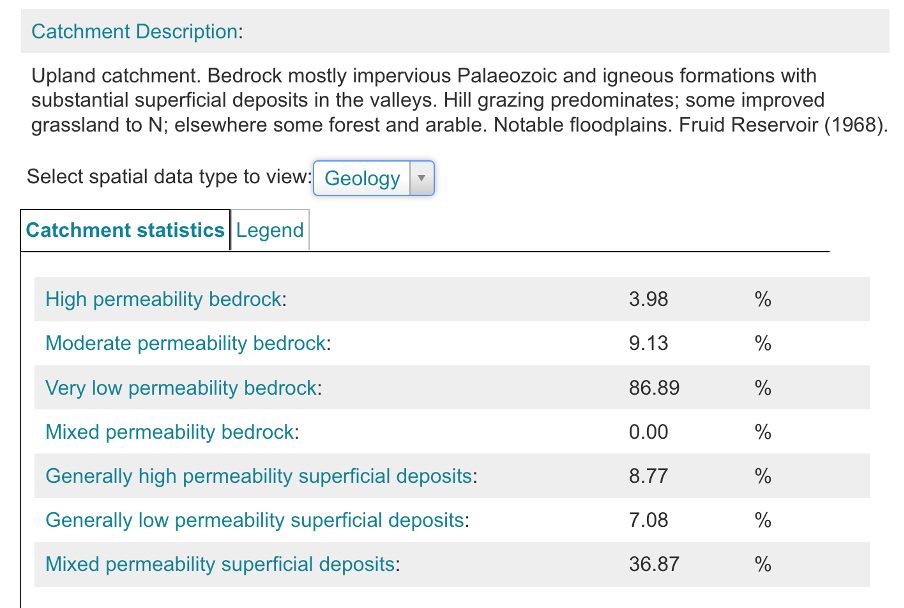 Catchment Description:
Upland catchment. Bedrock mostly impervious Palaeozoic and igneous formations with
substantial superficial deposits in the valleys. Hill grazing predominates; some improved
grassland to N; elsewhere some forest and arable. Notable floodplains. Fruid Reservoir (1968).
Select spatial data type to view: Geology
Catchment statistics Legend
High permeability bedrock: 3.98 %
Moderate permeability bedrock: 9.13 %
Very low permeability bedrock: 86.89 %
Mixed permeability bedrock: 0.00 %
Generally high permeability superficial deposits: 8.77 %
Generally low permeability superficial deposits: 7.08 %
Mixed permeability superficial deposits: 36.87 %